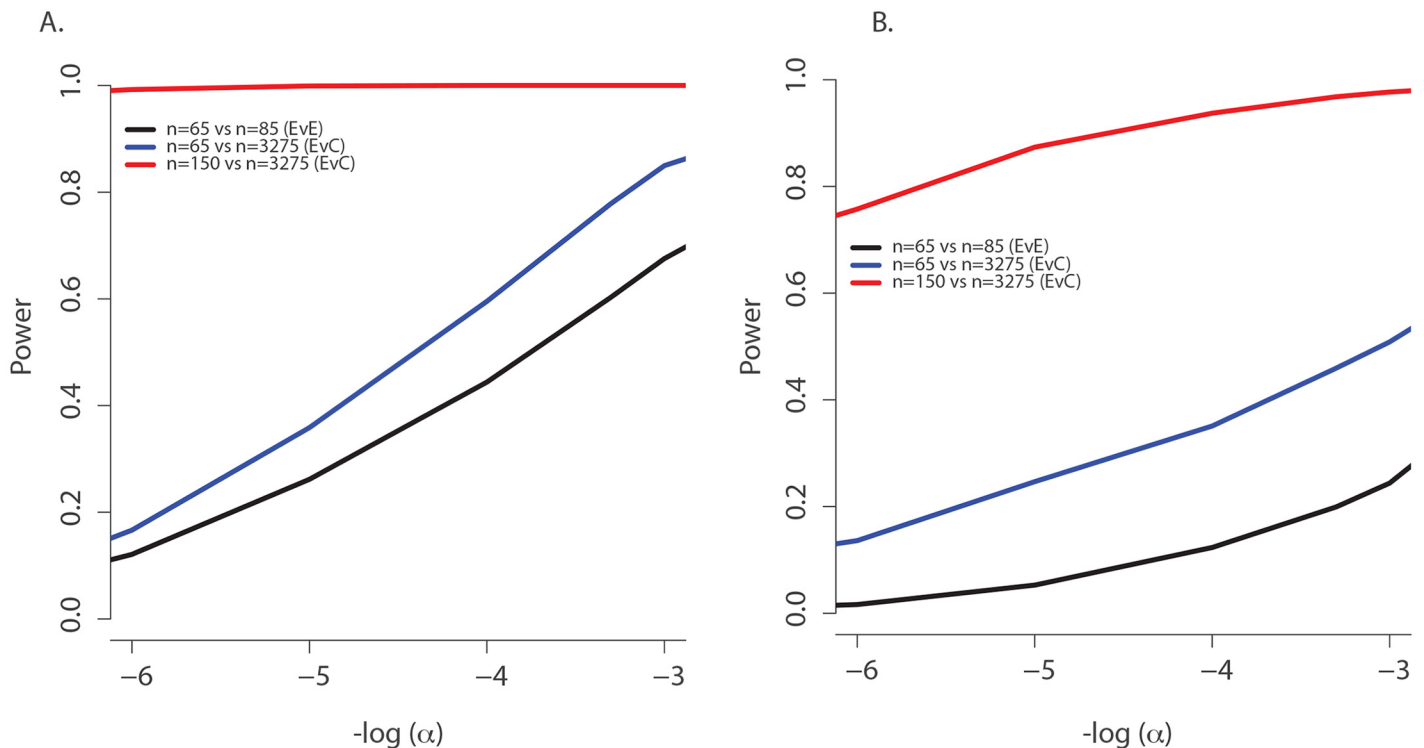 A.
Power
1.0
0.8
0.6
0.4
0.2
0.0
n=65 vs n=85 (EvE)
n=65 vs n=3275 (EvC)
n=150 vs n=3275 (EvC)
−6 −5 −4 −3
-log (α)
B.
Power
1.0
0.8
0.6
0.4
0.2
0.0
n=65 vs n=85 (EvE)
n=65 vs n=3275 (EvC)
n=150 vs n=3275 (EvC)
−6 −5 −4 −3
-log (α)